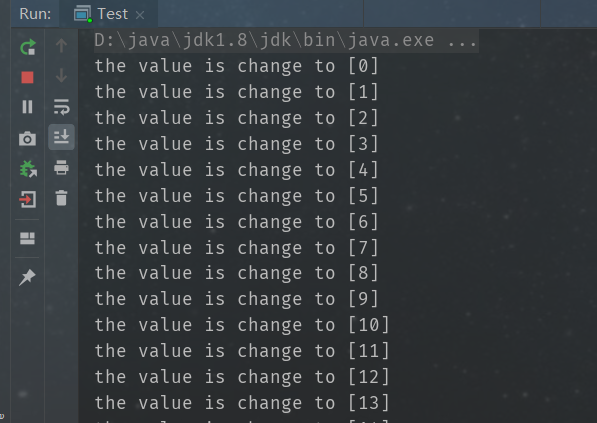 Run: Test
D:\java\jdk1.8\jdk\bin\java.exe ...
the value is change to [0]
the value is change to [1]
the value is change to [2]
the value is change to [3]
the value is change to [4]
the value is change to [5]
the value is change to [6]
the value is change to [7]
the value is change to [8]
the value is change to [9]
the value is change to [10]
the value is change to [11]
the value is change to [12]
the value is change to [13]